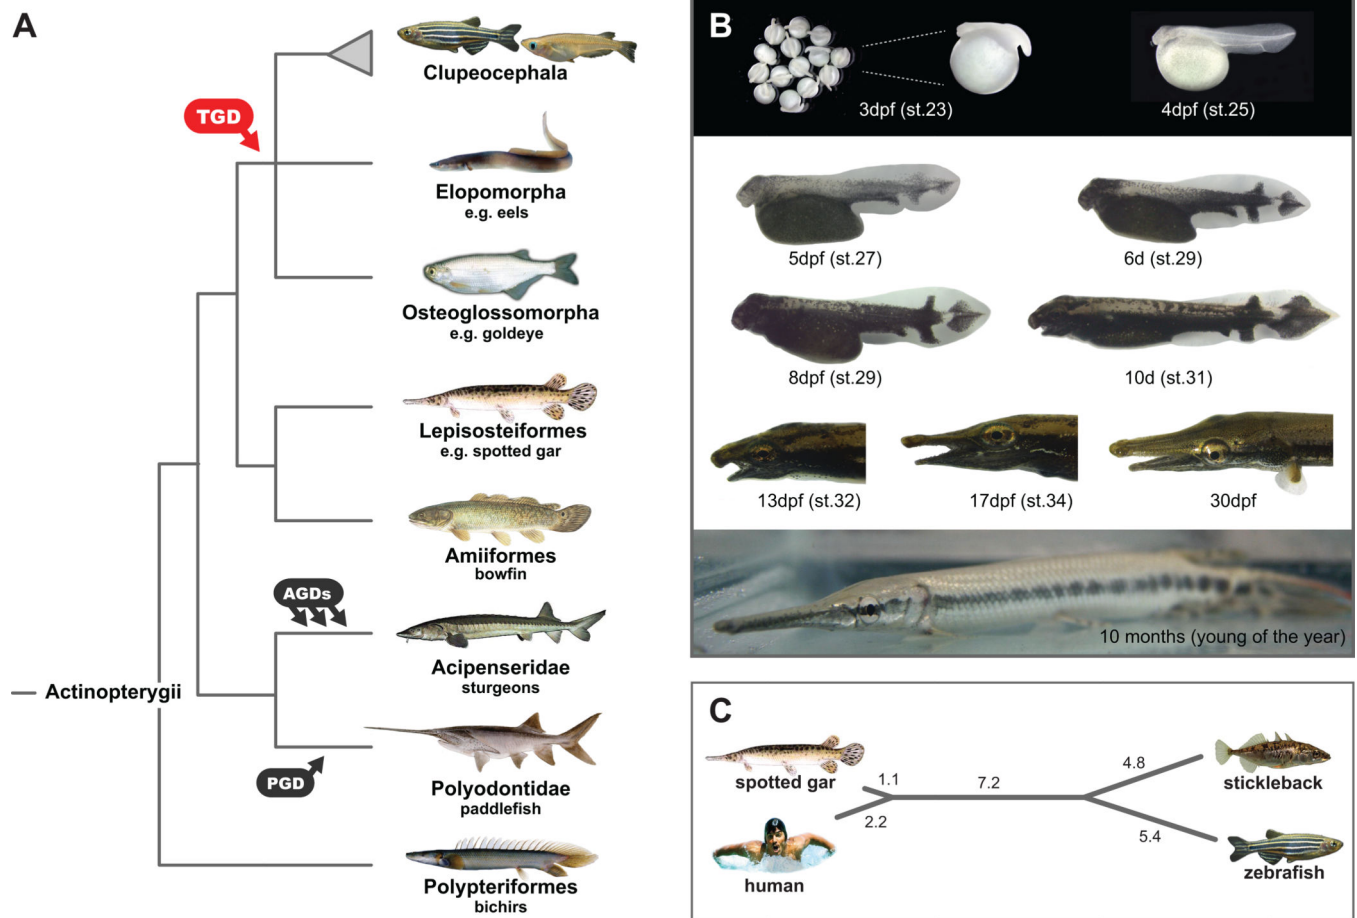 A
Clupeocephala
TGD
Elopomorpha
e.g. eels
Osteoglossomorpha
e.g. goldeye
Lepisosteiformes
e.g. spotted gar
Amiiformes
bowfin
AGDs
Acipenseridae
sturgeons
Actinopterygii
PGD
Polyodontidae
paddlefish
Polypteriformes
bichirs
B
3dpf (st.23)
4dpf (st.25)
5dpf (st.27)
6d (st.29)
8dpf (st.29)
10d (st.31)
13dpf (st.32)
17dpf (st.34)
30dpf
10 months (young of the year)
C
spotted gar
1.1
7.2
4.8
stickleback
2.2
5.4
human
zebrafish